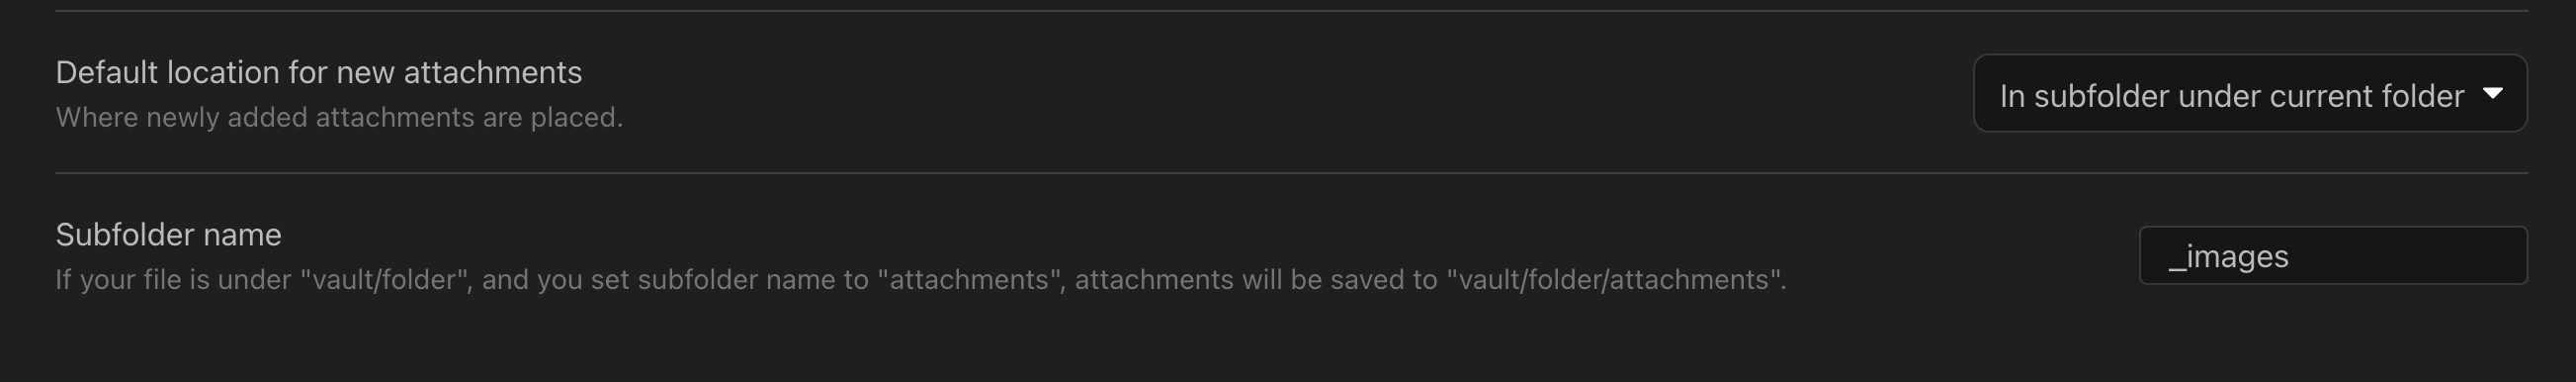 Default location for new attachments
Where newly added attachments are placed.
In subfolder under current folder
Subfolder name
If your file is under "vault/folder", and you set subfolder name to "attachments", attachments will be saved to "vault/folder/attachments".
_images